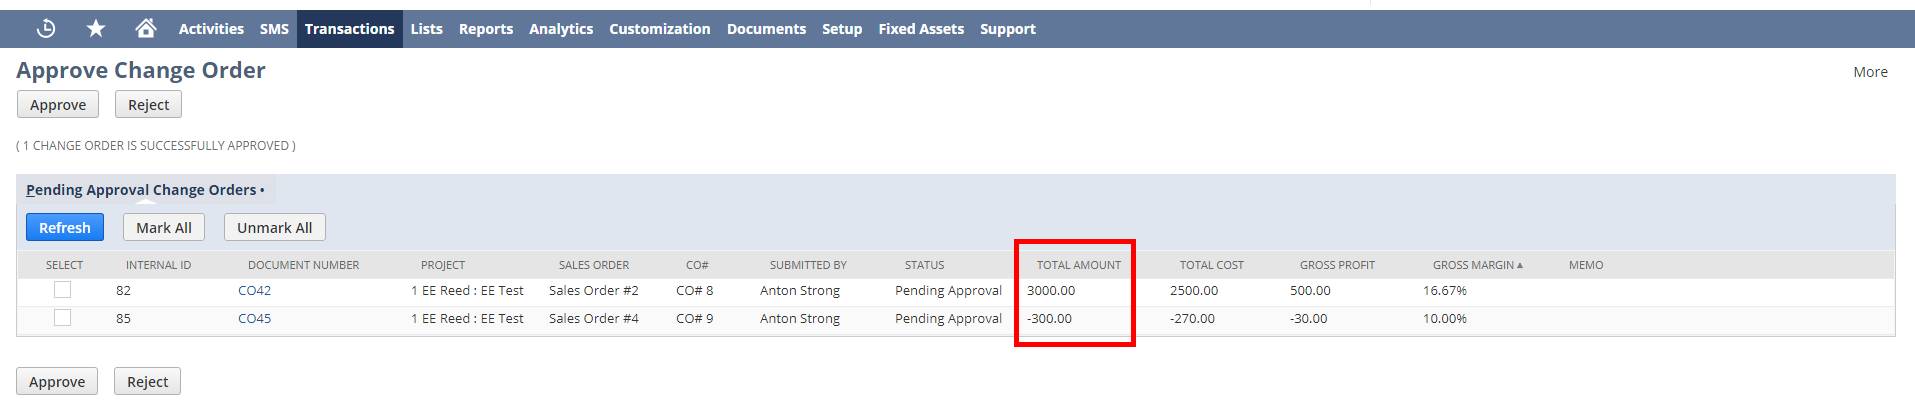 Activities SMS Transactions Lists Reports Analytics Customization Documents Setup Fixed Assets Support
Approve Change Order
More
Approve Reject
( 1 CHANGE ORDER IS SUCCESSFULLY APPROVED )
Pending Approval Change Orders •
Refresh Mark All Unmark All
SELECT INTERNAL ID DOCUMENT NUMBER PROJECT SALES ORDER CO# SUBMITTED BY STATUS TOTAL AMOUNT TOTAL COST GROSS PROFIT GROSS MARGIN ▲ MEMO
82 CO42 1 EE Reed : EE Test Sales Order #2 CO# 8 Anton Strong Pending Approval 3000.00 2500.00 500.00 16.67%
85 CO45 1 EE Reed : EE Test Sales Order #4 CO# 9 Anton Strong Pending Approval -300.00 -270.00 -30.00 10.00%
Approve Reject